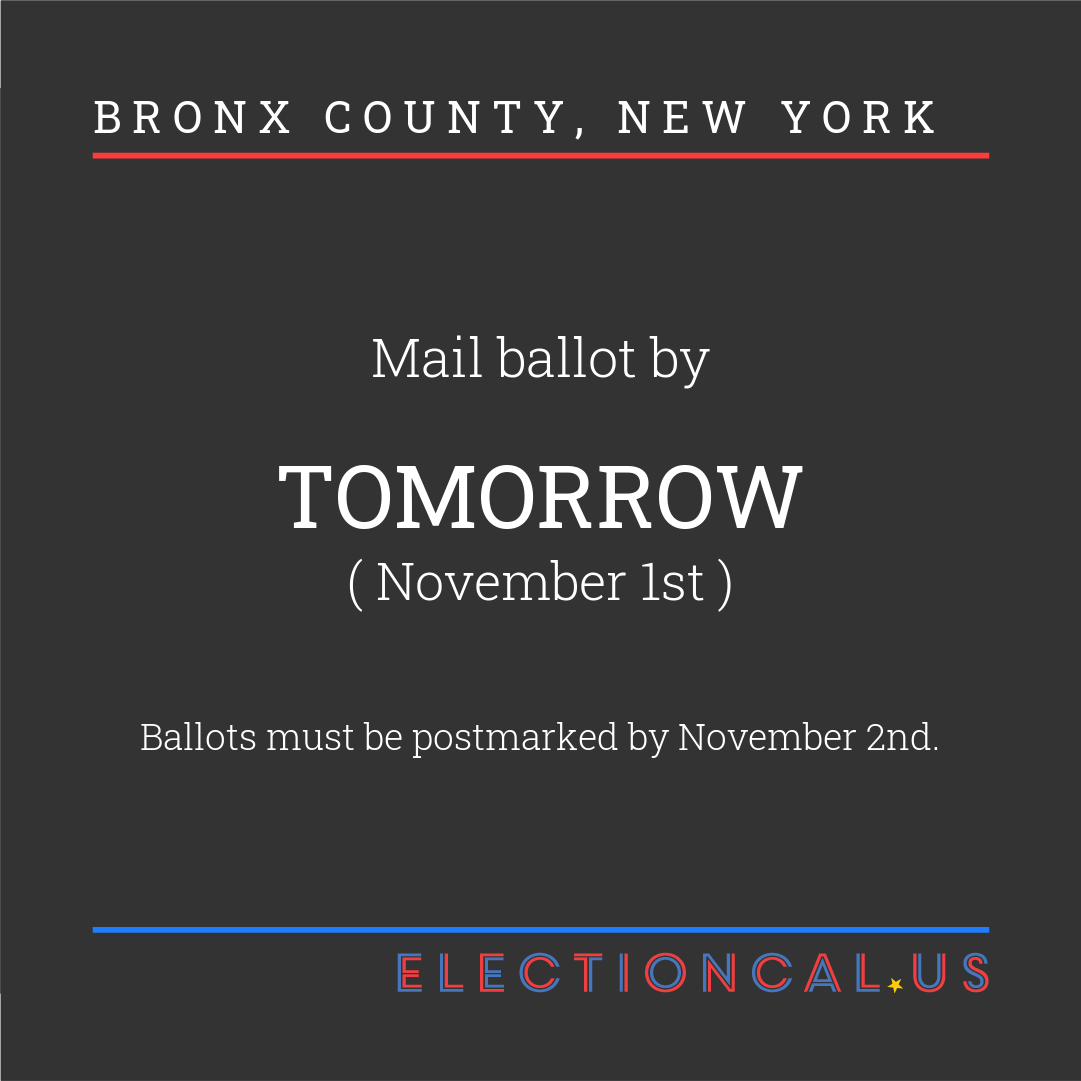 BRONX COUNTY, NEW YORK
Mail ballot by
TOMORROW
( November 1st )
Ballots must be postmarked by November 2nd.
ELECTIONCAL.US